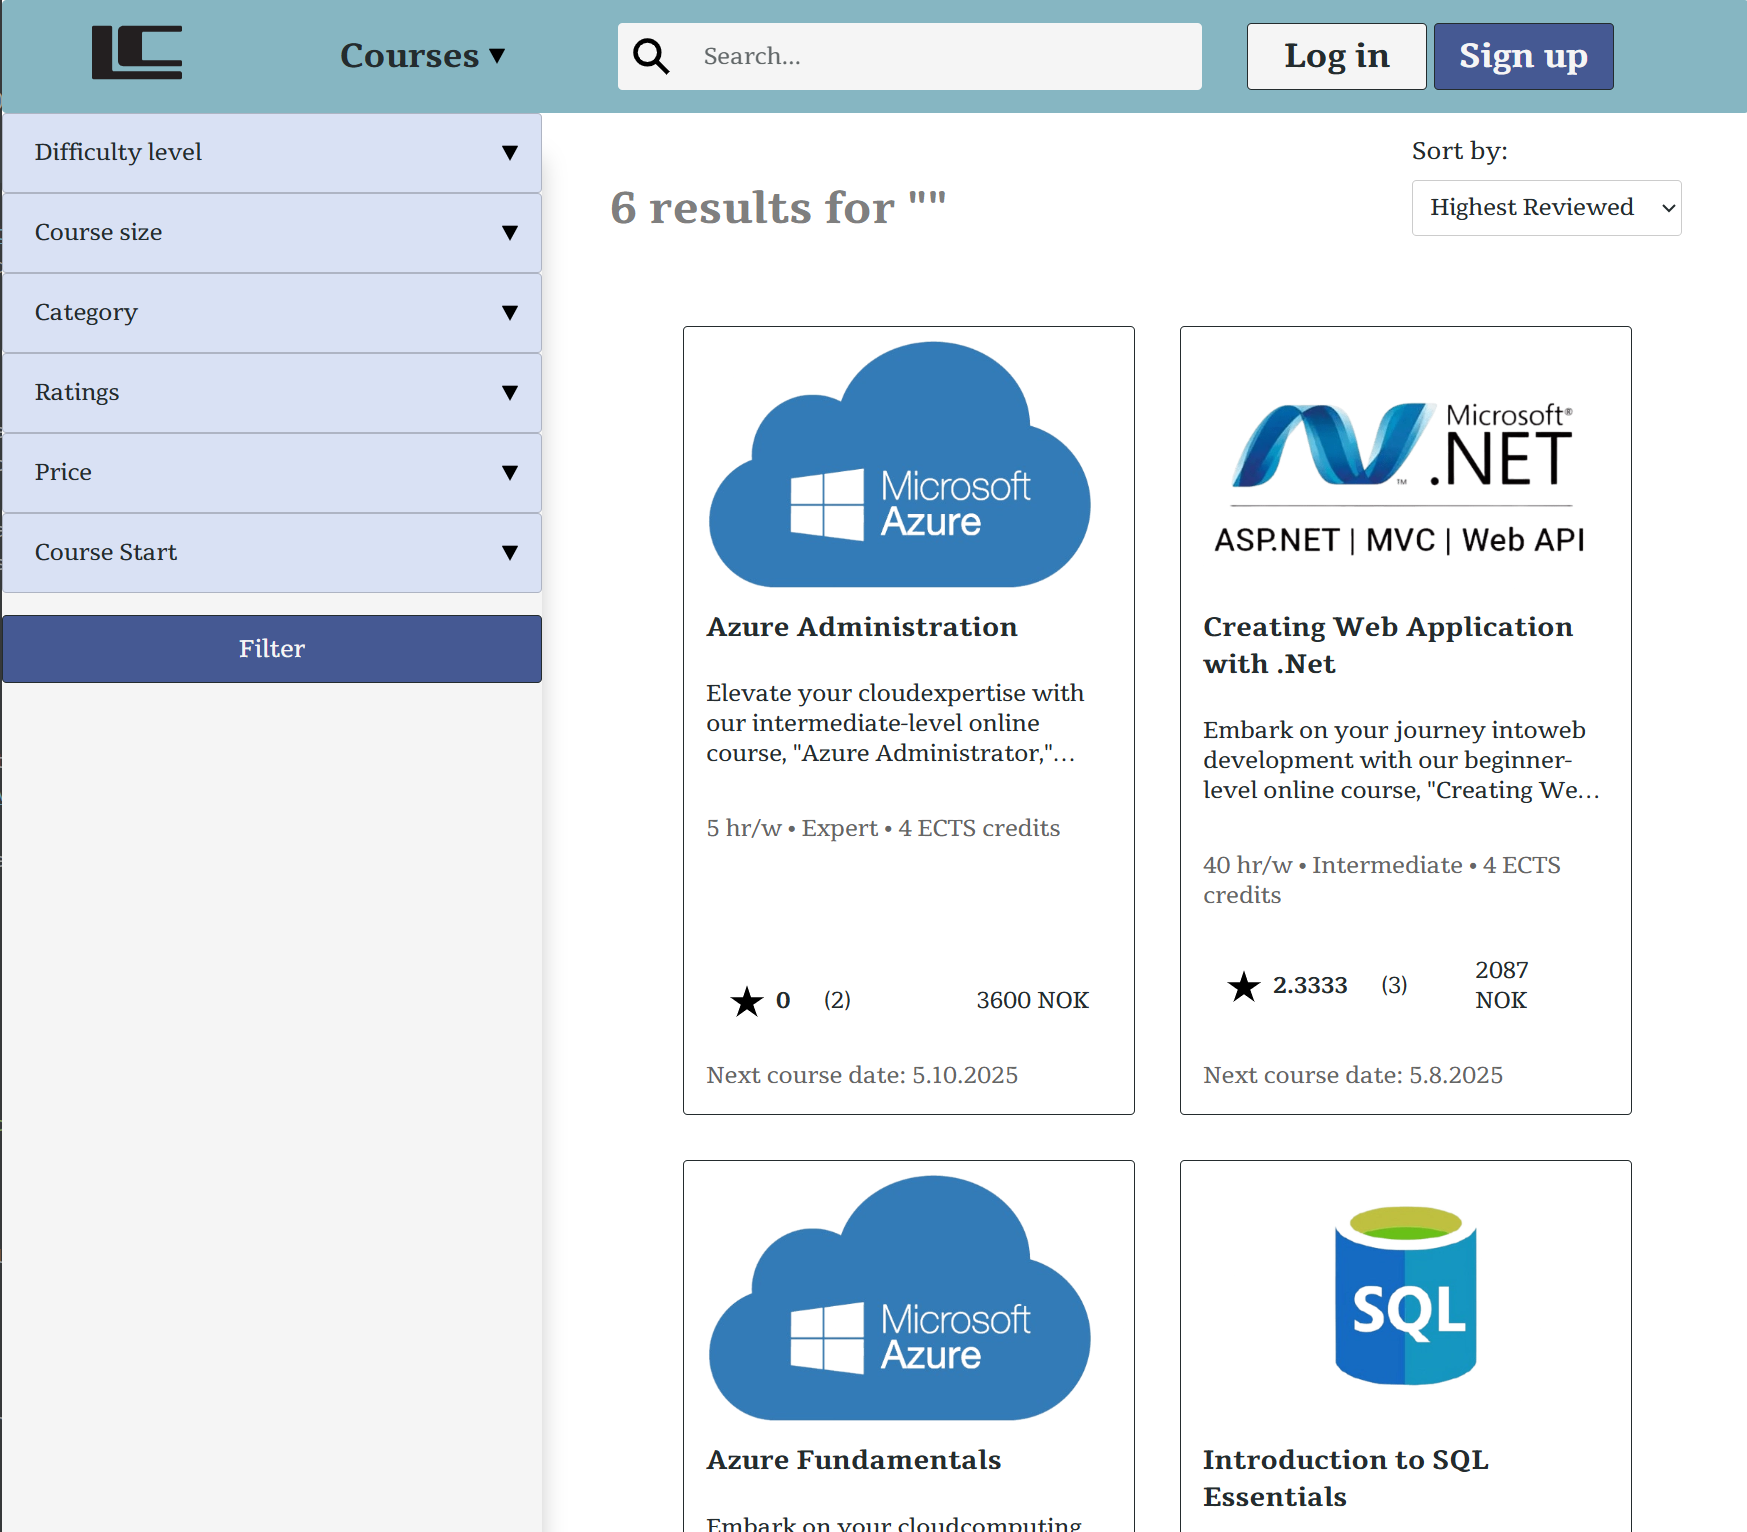 LC
Courses ▼
Search...
Log in
Sign up
Difficulty level ▼
Course size ▼
Category ▼
Ratings ▼
Price ▼
Course Start ▼
Filter
6 results for ""
Sort by:
Highest Reviewed
Microsoft
Azure
Azure Administration
Elevate your cloudexpertise with
our intermediate-level online
course, "Azure Administrator,"...
5 hr/w • Expert • 4 ECTS credits
★ 0 (2) 3600 NOK
Next course date: 5.10.2025
Microsoft®
.NET
™
ASP.NET | MVC | Web API
Creating Web Application
with .Net
Embark on your journey intoweb
development with our beginner-
level online course, "Creating We...
40 hr/w • Intermediate • 4 ECTS
credits
★ 2.3333 (3) 2087
NOK
Next course date: 5.8.2025
Microsoft
Azure
Azure Fundamentals
Embark on your cloudcomputing
SQL
Introduction to SQL
Essentials